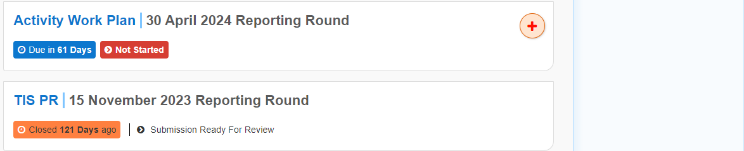 Activity Work Plan | 30 April 2024 Reporting Round
Due in 61 Days Not Started
TIS PR | 15 November 2023 Reporting Round
Closed 121 Days ago | Submission Ready For Review